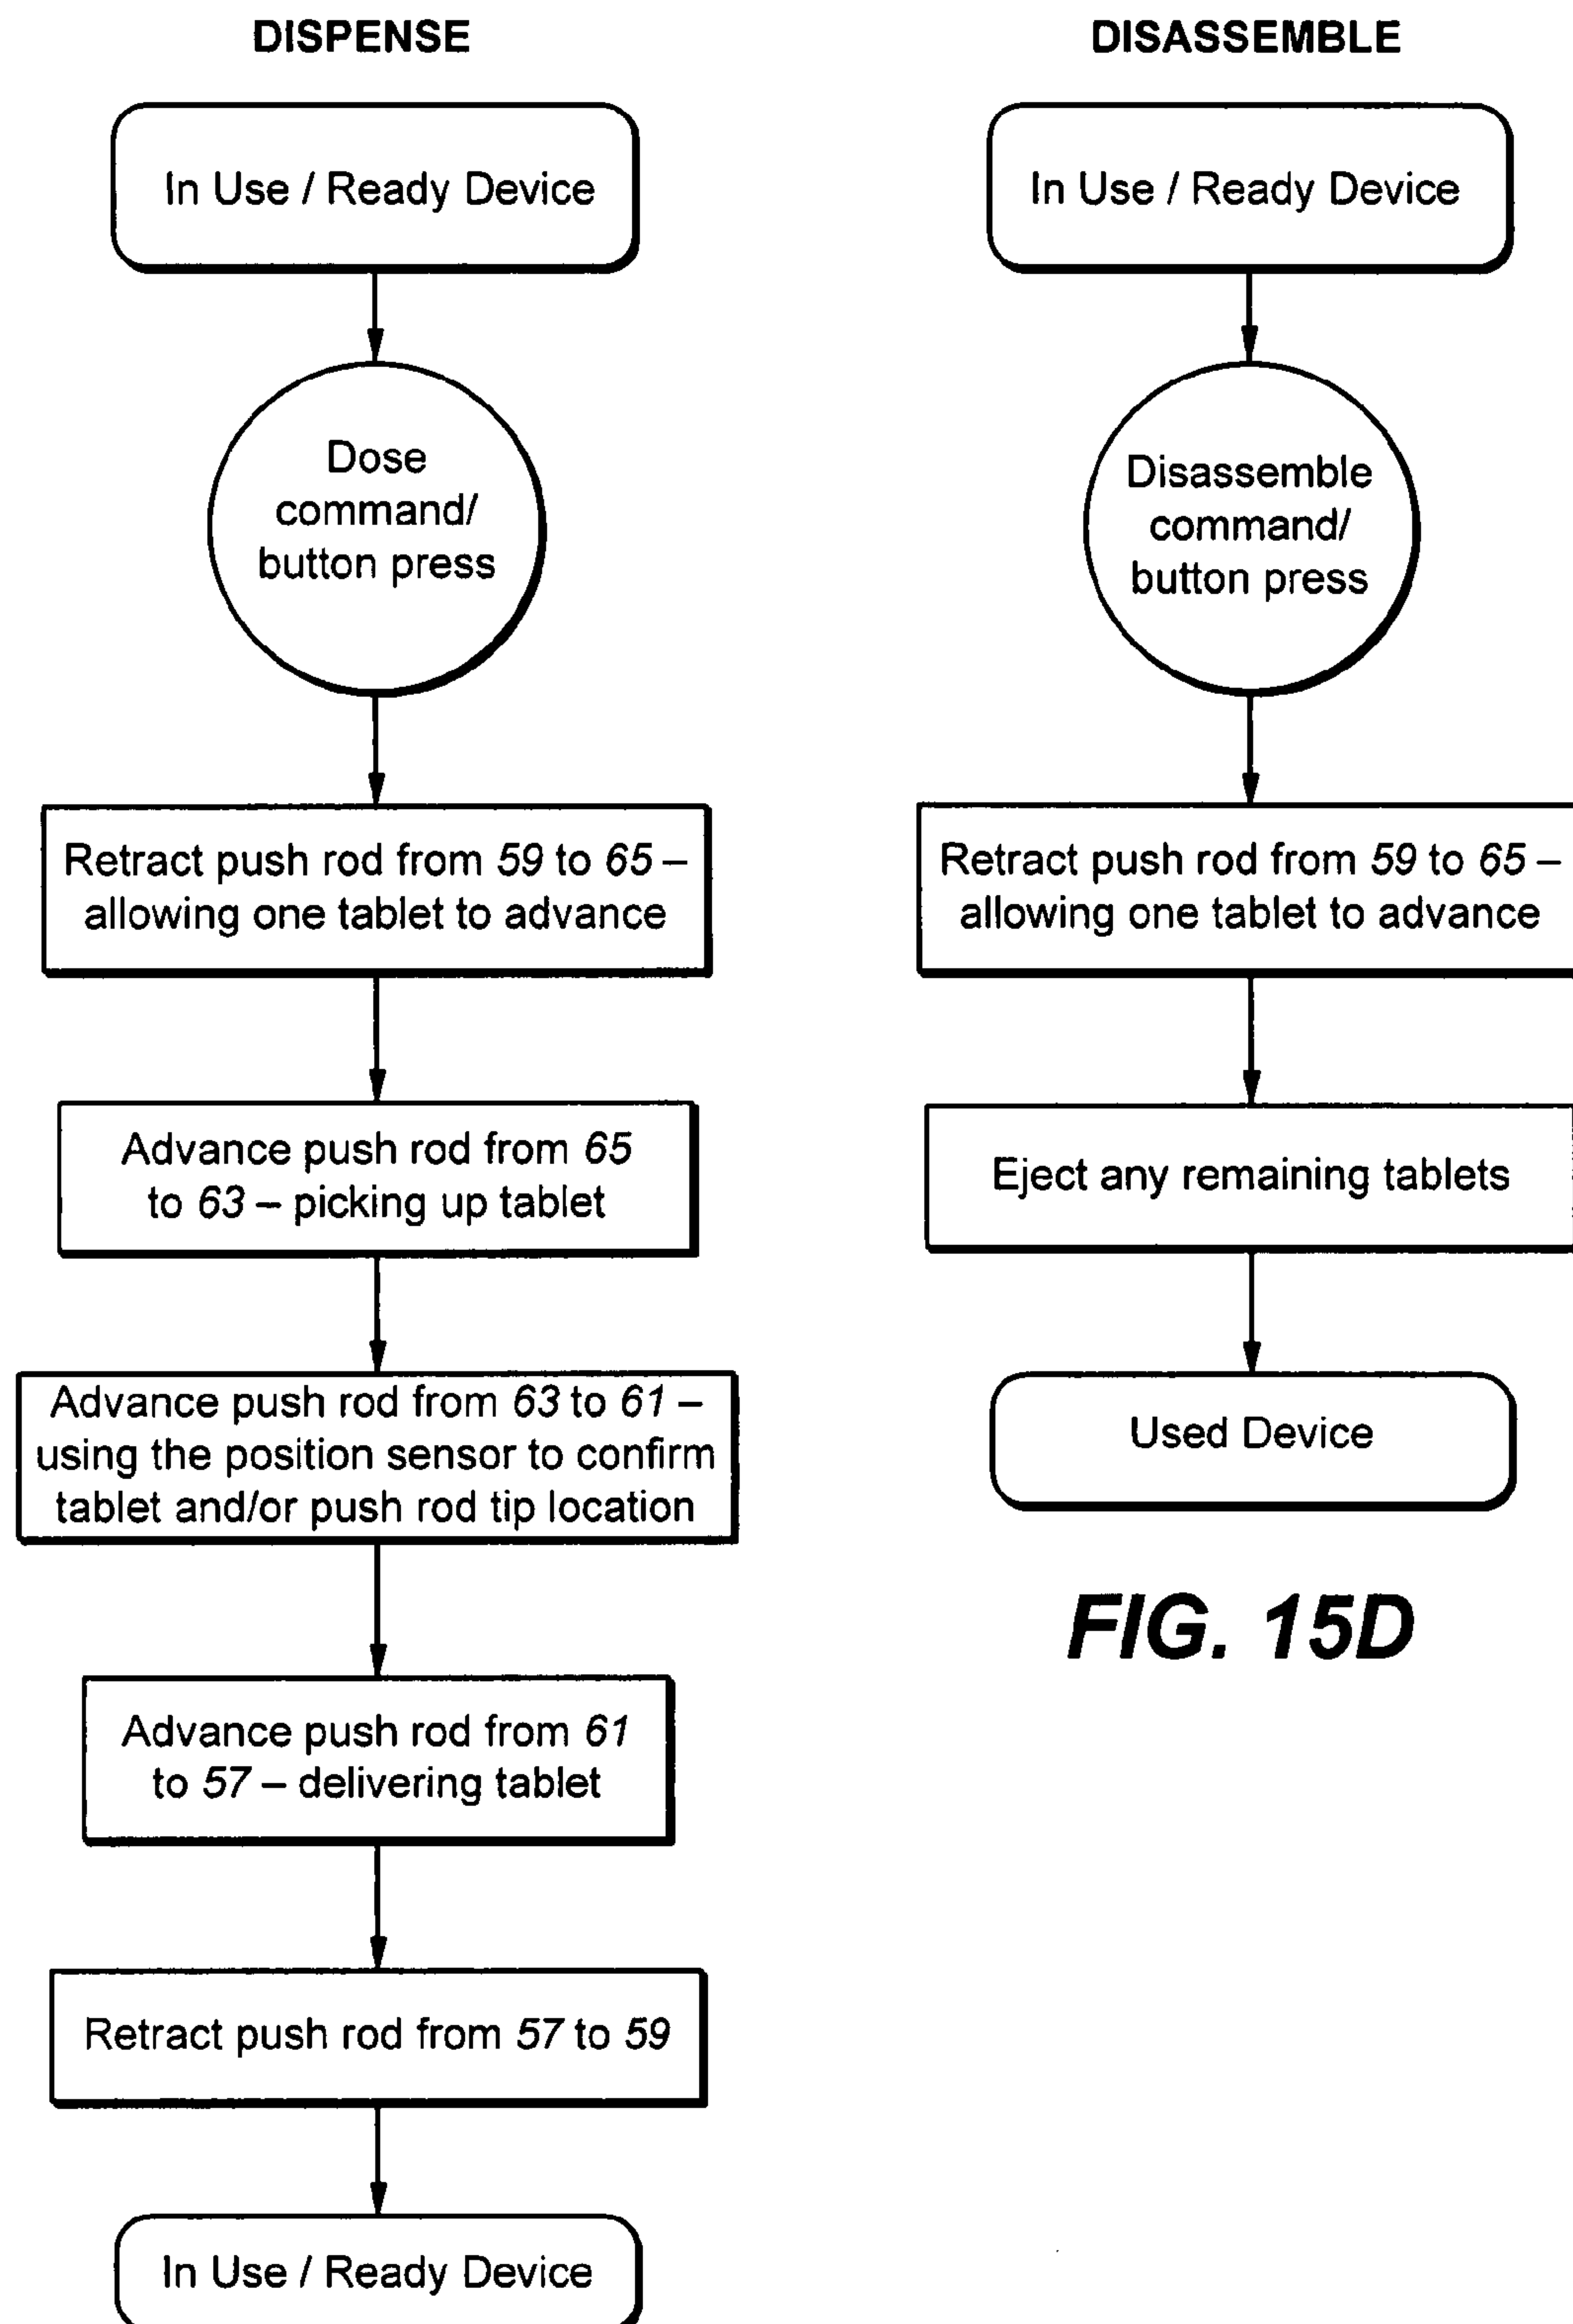 DISPENSE
In Use / Ready Device
Dose
command/
button press
Retract push rod from 59 to 65 –
allowing one tablet to advance
Advance push rod from 65
to 63 – picking up tablet
Advance push rod from 63 to 61 –
using the position sensor to confirm
tablet and/or push rod tip location
Advance push rod from 61
to 57 – delivering tablet
Retract push rod from 57 to 59
In Use / Ready Device
DISASSEMBLE
In Use / Ready Device
Disassemble
command/
button press
Retract push rod from 59 to 65 –
allowing one tablet to advance
Eject any remaining tablets
Used Device
FIG. 15D